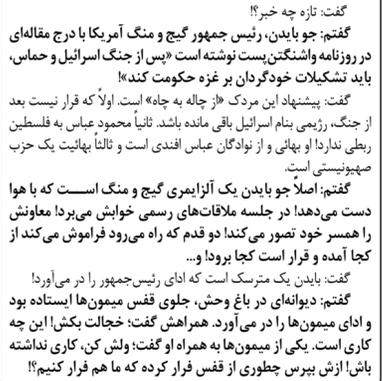 گفت: تازه چه خبر؟!
گفتم: جو بایدن، رئیس جمهور گیج و منگ آمریکا با درج مقاله‌ای
در روزنامه واشنگتن‌پست نوشته است «پس از جنگ اسرائیل و حماس،
باید تشکیلات خودگردان بر غزه حکومت کند»!
گفت: پیشنهاد این مردک «از چاله به چاه» است. اولاً که قرار نیست بعد
از جنگ، رژیمی بنام اسرائیل باقی مانده باشد. ثانیاً محمود عباس به فلسطین
ربطی ندارد! او بهائی و از نوادگان عباس افندی است و ثالثاً بهائیت یک حزب
صهیونیستی است.
گفتم: اصلاً جو بایدن یک آلزایمری گیج و منگ اســـت که با هوا
دست می‌دهد! در جلسه ملاقات‌های رسمی خوابش می‌برد! معاونش
را همسر خود تصور می‌کند! دو قدم که راه می‌رود فراموش می‌کند از
کجا آمده و قرار است کجا برود! و...
گفت: بایدن یک مترسک است که ادای رئیس‌جمهور را در می‌آورد!
گفتم: دیوانه‌ای در باغ وحش، جلوی قفس میمون‌ها ایستاده بود
و ادای میمون‌ها را در می‌آورد. همراهش گفت؛ خجالت بکش! این چه
کاری است. یکی از میمون‌ها به همراه او گفت؛ ولش کن، کاری نداشته
باش! ازش بپرس چطوری از قفس فرار کرده که ما هم فرار کنیم؟!